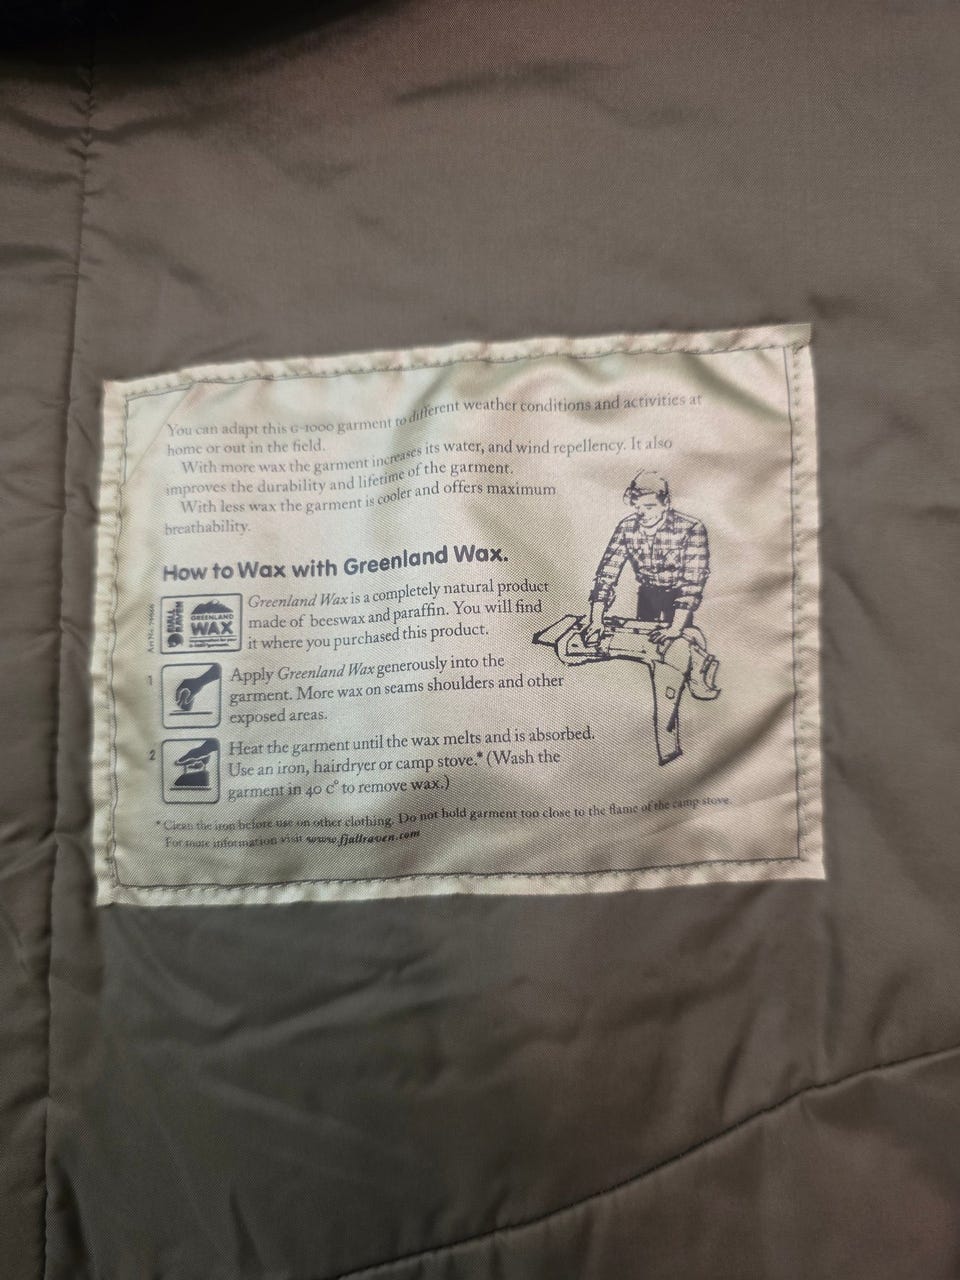 You can adapt this G-1000 garment to different weather conditions and activities at
home or out in the field.
With more wax the garment increases its water, and wind repellency. It also
improves the durability and lifetime of the garment.
With less wax the garment is cooler and offers maximum
breathability.
How to Wax with Greenland Wax.
Art No.
FJÄLL
RÄVEN
GREENLAND
WAX
Greenland Wax is a completely natural product
made of beeswax and paraffin. You will find
it where you purchased this product.
1
Apply Greenland Wax generously into the
garment. More wax on seams shoulders and other
exposed areas.
2
Heat the garment until the wax melts and is absorbed.
Use an iron, hairdryer or camp stove.* (Wash the
garment in 40 c° to remove wax.)
* Clean the iron before use on other clothing. Do not hold garment too close to the flame of the camp stove.
For more information visit www.fjallraven.com